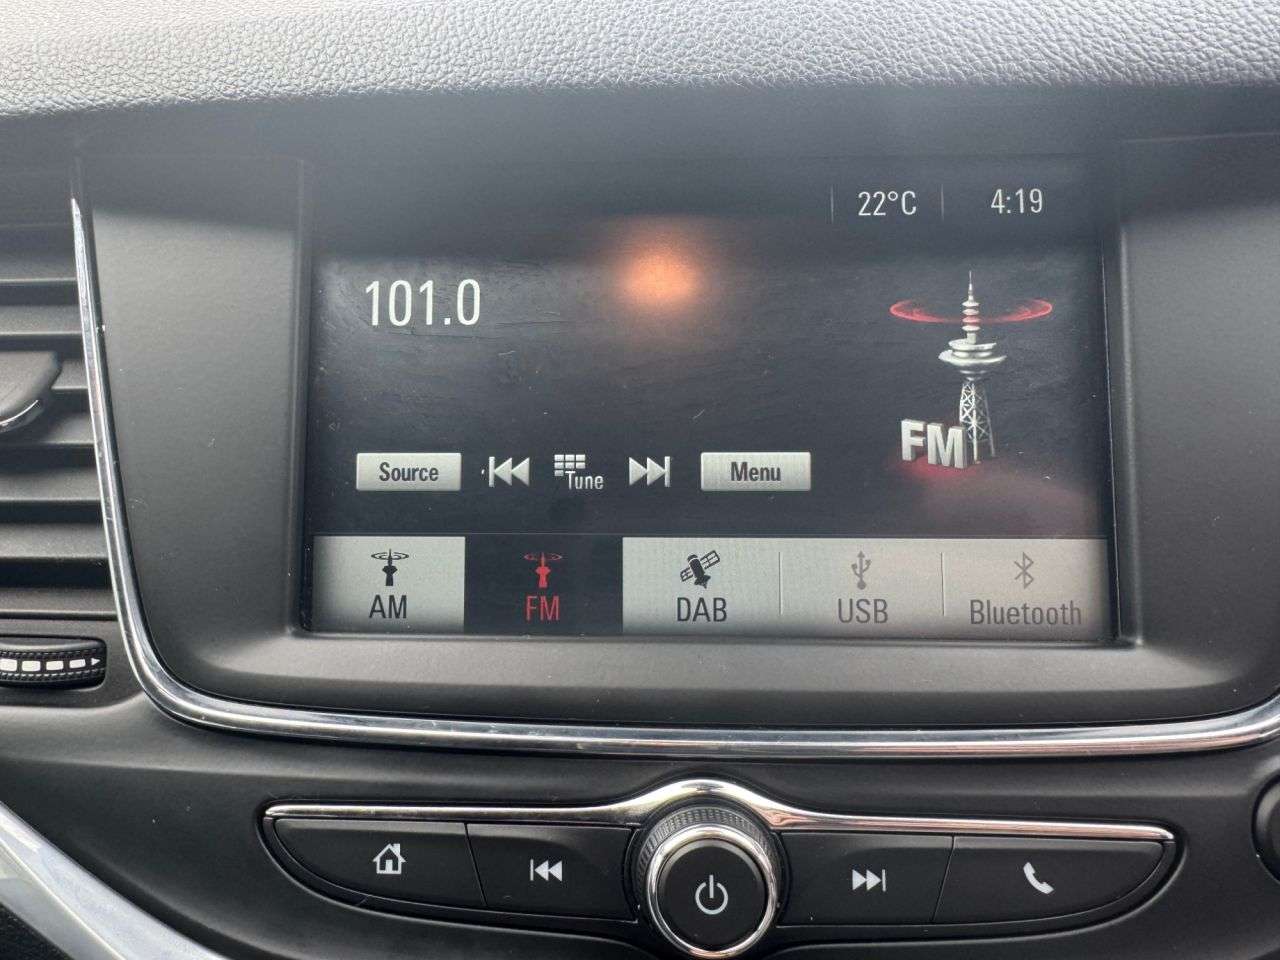 22°C 4:19
101.0
FM
Source Tune Menu
AM FM DAB USB Bluetooth